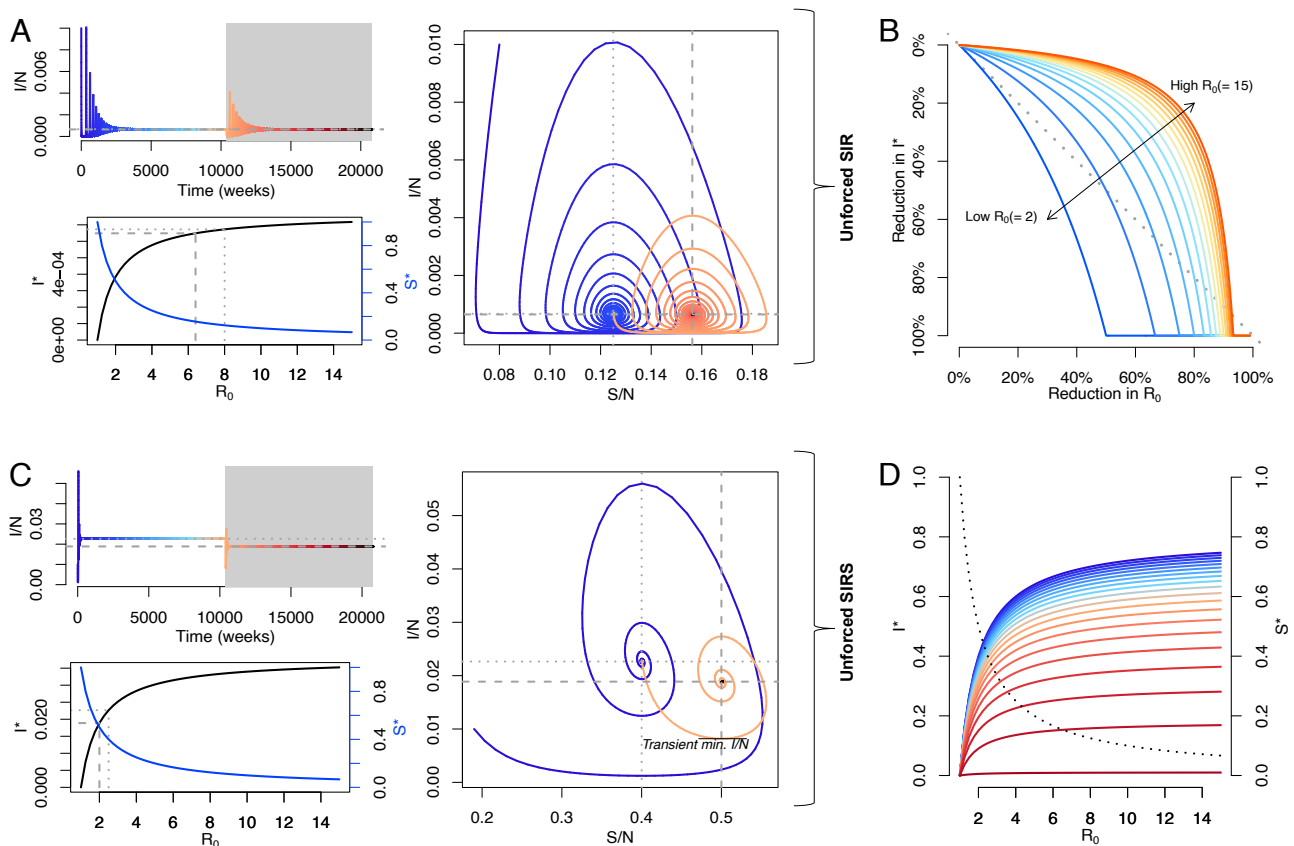 A
I/N
0.006
0.000
0 5000 10000 15000 20000
Time (weeks)
I*
4e−04
0e+00
0.8
0.4
0.0
S*
2 4 6 8 10 12 14
R0
I/N
0.010
0.008
0.006
0.004
0.002
0.000
0.08 0.10 0.12 0.14 0.16 0.18
S/N
Unforced SIR
B
Reduction in I*
0%
20%
40%
60%
80%
100%
High R0(= 15)
Low R0(= 2)
0% 20% 40% 60% 80% 100%
Reduction in R0
C
I/N
0.03
0.00
0 5000 10000 15000 20000
Time (weeks)
I*
0.020
0.000
0.8
0.4
0.0
S*
2 4 6 8 10 12 14
R0
I/N
0.05
0.04
0.03
0.02
0.01
0.00
Transient min. I/N
0.2 0.3 0.4 0.5
S/N
Unforced SIRS
D
I*
1.0
0.8
0.6
0.4
0.2
0.0
1.0
0.8
0.6
0.4
0.2
0.0
S*
2 4 6 8 10 12 14
R0